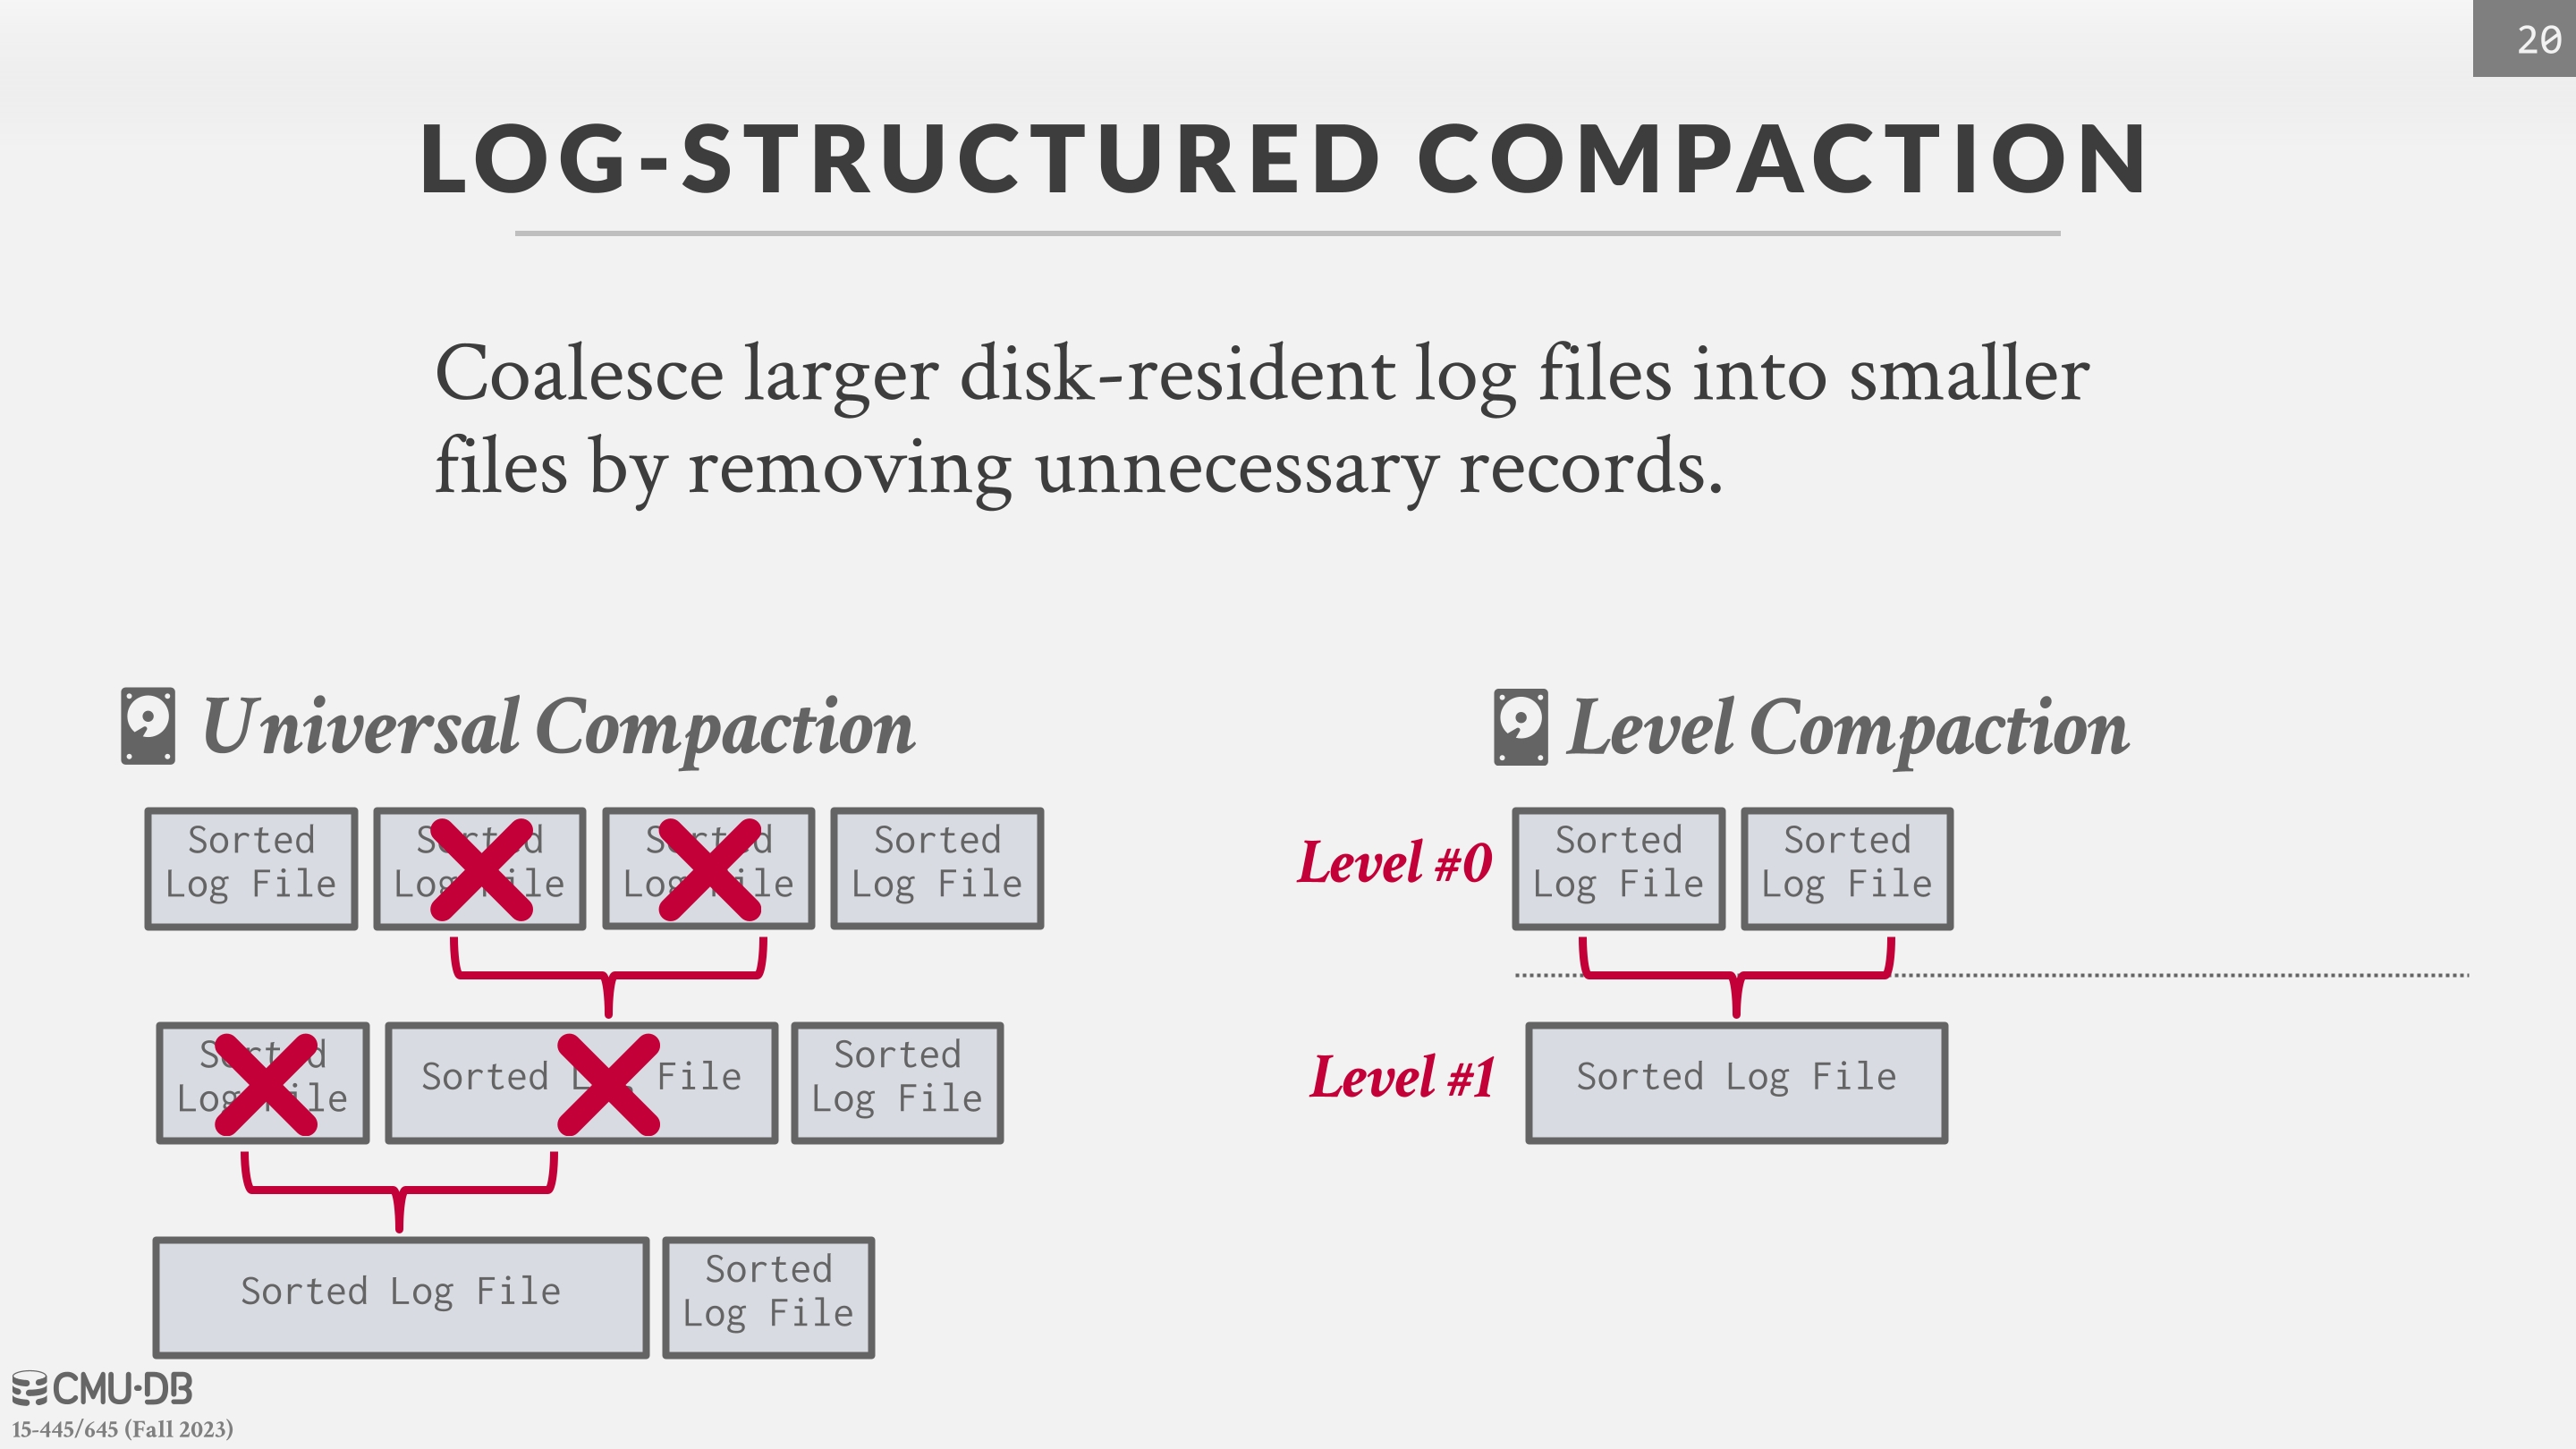 20
LOG-STRUCTURED COMPACTION
Coalesce larger disk-resident log files into smaller
files by removing unnecessary records.
Universal Compaction
Sorted
Log File
Sorted
Log File
Sorted
Log File
Sorted
Log File
Sorted
Log File
Sorted Log File
Sorted
Log File
Sorted Log File
Sorted
Log File
Level Compaction
Level #0
Sorted
Log File
Sorted
Log File
Level #1
Sorted Log File
CMU·DB
15-445/645 (Fall 2023)